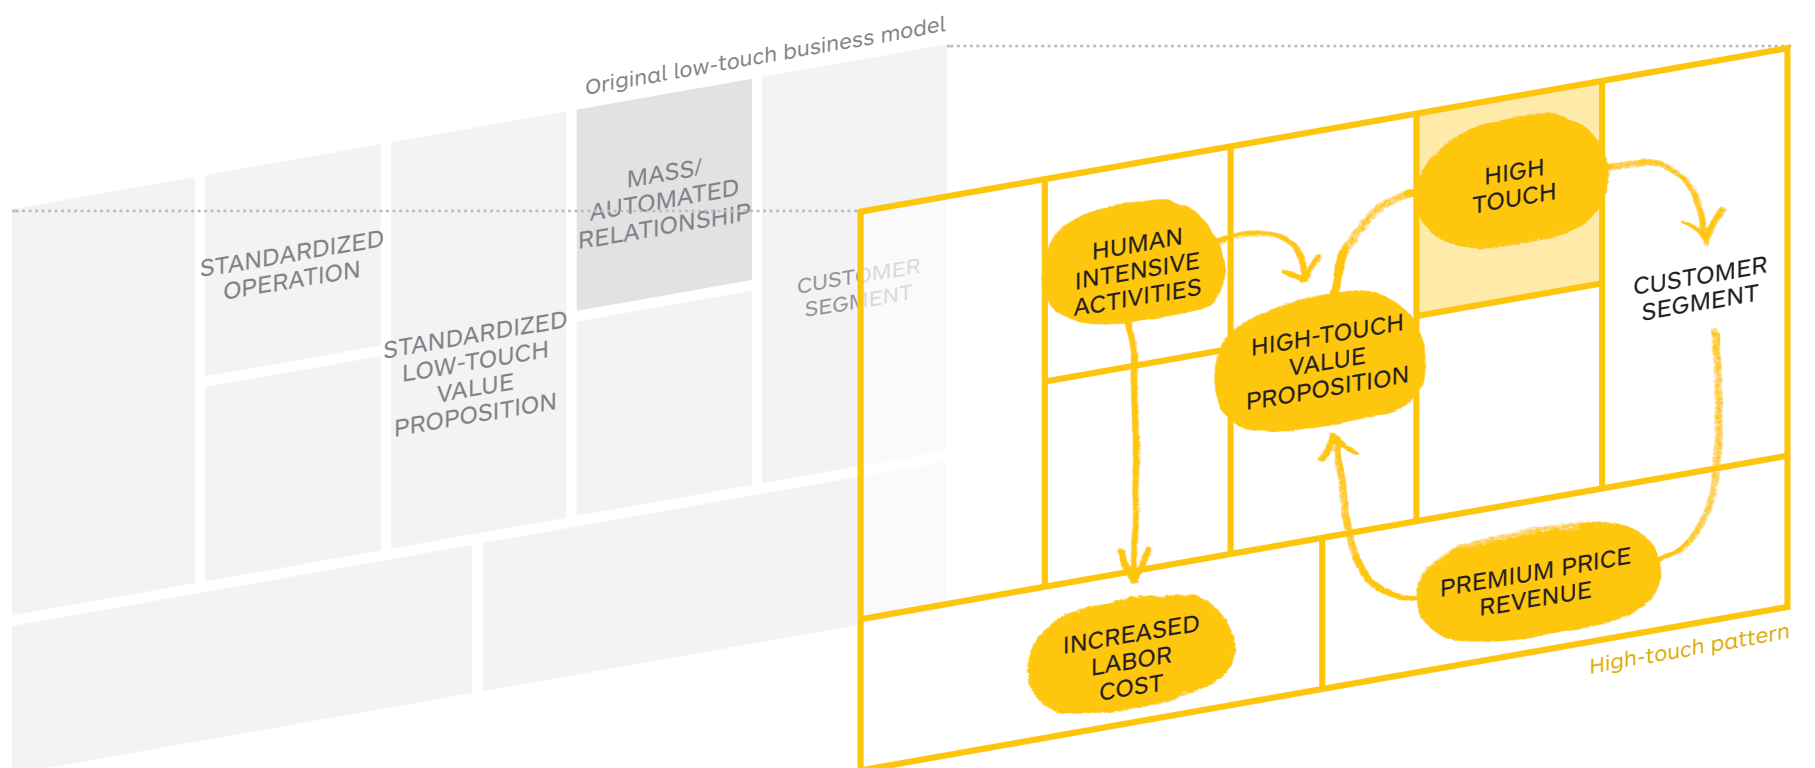 Original low-touch business model
MASS/
AUTOMATED
RELATIONSHIP
STANDARDIZED
OPERATION
STANDARDIZED
LOW-TOUCH
VALUE
PROPOSITION
CUSTOMER
SEGMENT
HIGH
TOUCH
HUMAN
INTENSIVE
ACTIVITIES
CUSTOMER
SEGMENT
HIGH-TOUCH
VALUE
PROPOSITION
PREMIUM PRICE
REVENUE
INCREASED
LABOR
COST
High-touch pattern